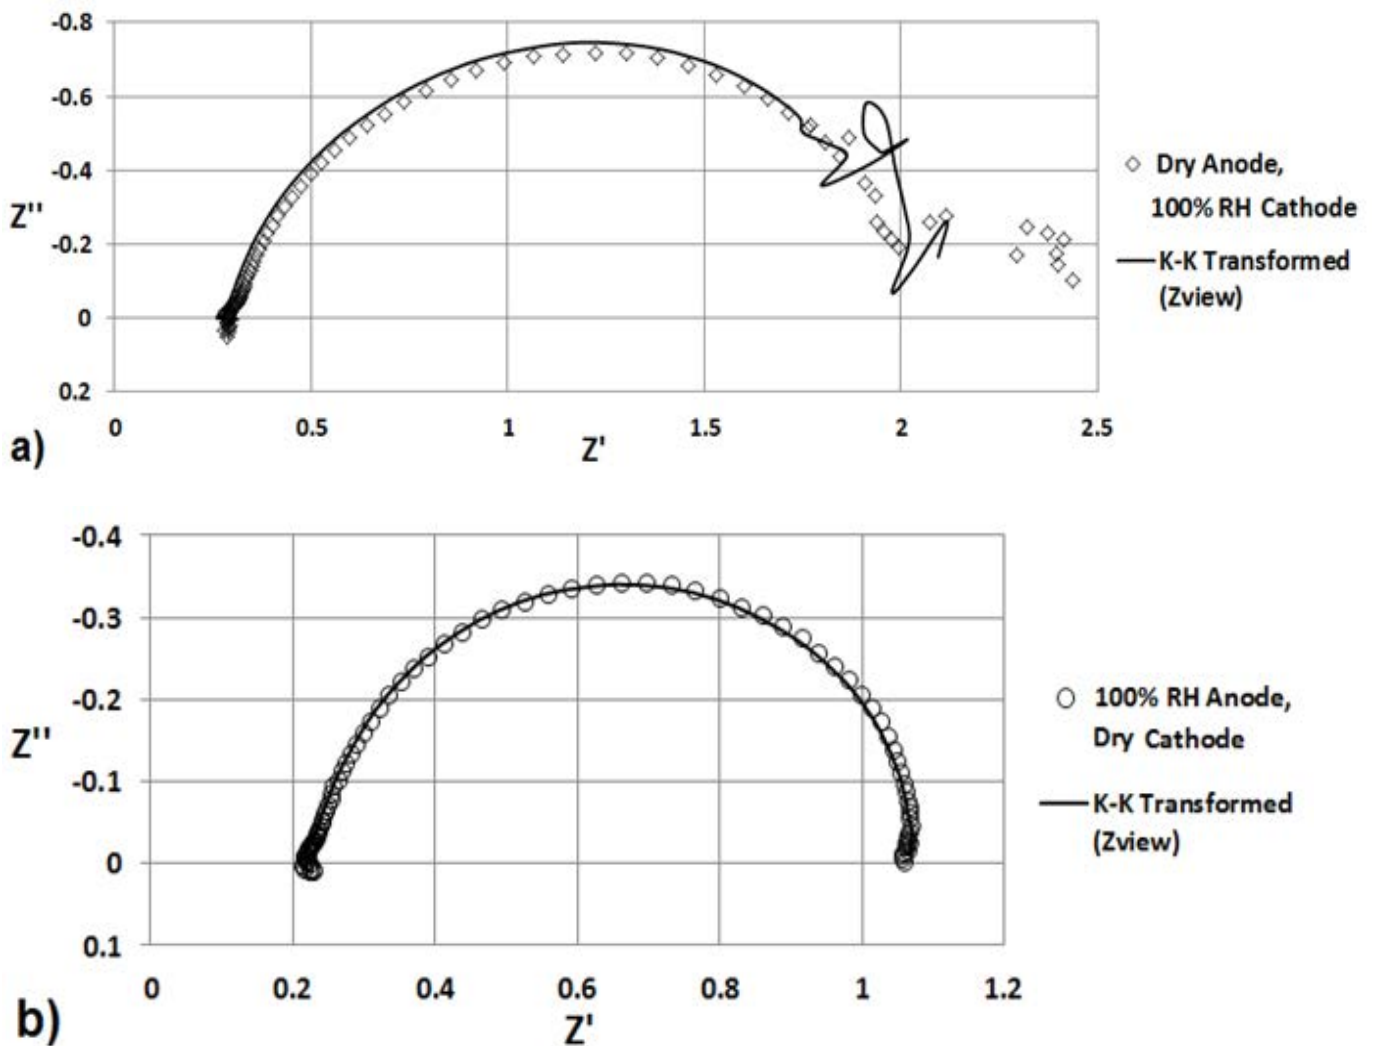 -0.8
-0.6
-0.4
Z''
-0.2
0
0.2
0 0.5 1 1.5 2 2.5
Z'
a)
Dry Anode,
100% RH Cathode
K-K Transformed
(Zview)
-0.4
-0.3
-0.2
Z''
-0.1
0
0.1
0 0.2 0.4 0.6 0.8 1 1.2
Z'
b)
100% RH Anode,
Dry Cathode
K-K Transformed
(Zview)